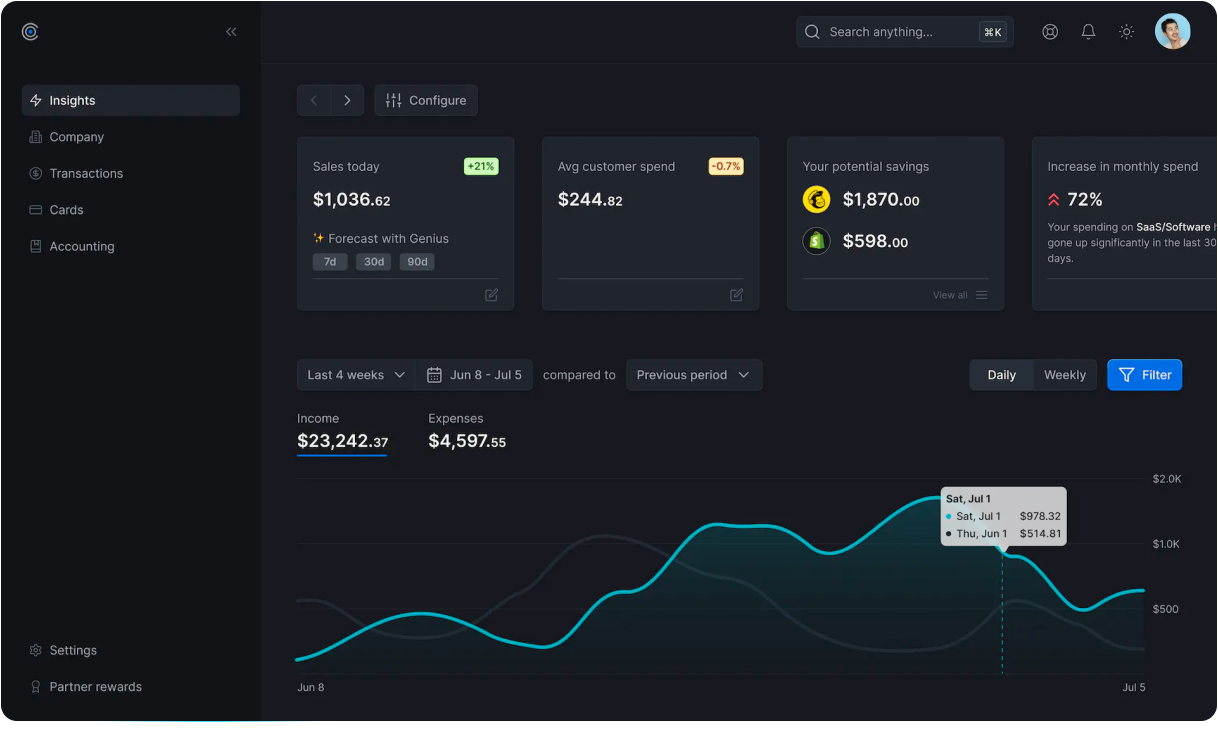 Search anything...
⌘K
Insights
Company
Transactions
Cards
Accounting
Settings
Partner rewards
Configure
Sales today
+21%
$1,036.62
✨ Forecast with Genius
7d 30d 90d
Avg customer spend
-0.7%
$244.82
Your potential savings
$1,870.00
$598.00
View all
Increase in monthly spend
72%
Your spending on SaaS/Software
gone up significantly in the last 30
days.
Last 4 weeks
Jun 8 - Jul 5
compared to
Previous period
Daily
Weekly
Filter
Income
$23,242.37
Expenses
$4,597.55
$2.0K
$1.0K
$500
Sat, Jul 1
Sat, Jul 1 $978.32
Thu, Jun 1 $514.81
Jun 8
Jul 5